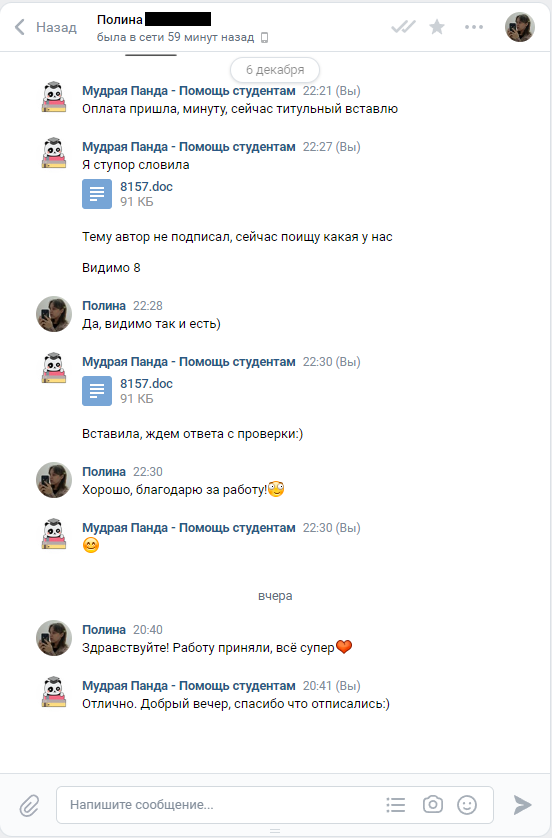 Назад
Полина
была в сети 59 минут назад
6 декабря
Мудрая Панда - Помощь студентам 22:21 (Вы)
Оплата пришла, минуту, сейчас титульный вставлю
Мудрая Панда - Помощь студентам 22:27 (Вы)
Я ступор словила
8157.doc
91 КБ
Тему автор не подписал, сейчас поищу какая у нас
Видимо 8
Полина 22:28
Да, видимо так и есть)
Мудрая Панда - Помощь студентам 22:30 (Вы)
8157.doc
91 КБ
Вставила, ждем ответа с проверки:)
Полина 22:30
Хорошо, благодарю за работу!🙄
Мудрая Панда - Помощь студентам 22:30 (Вы)
😊
вчера
Полина 20:40
Здравствуйте! Работу приняли, всё супер❤
Мудрая Панда - Помощь студентам 20:41 (Вы)
Отлично. Добрый вечер, спасибо что отписались:)
Напишите сообщение...